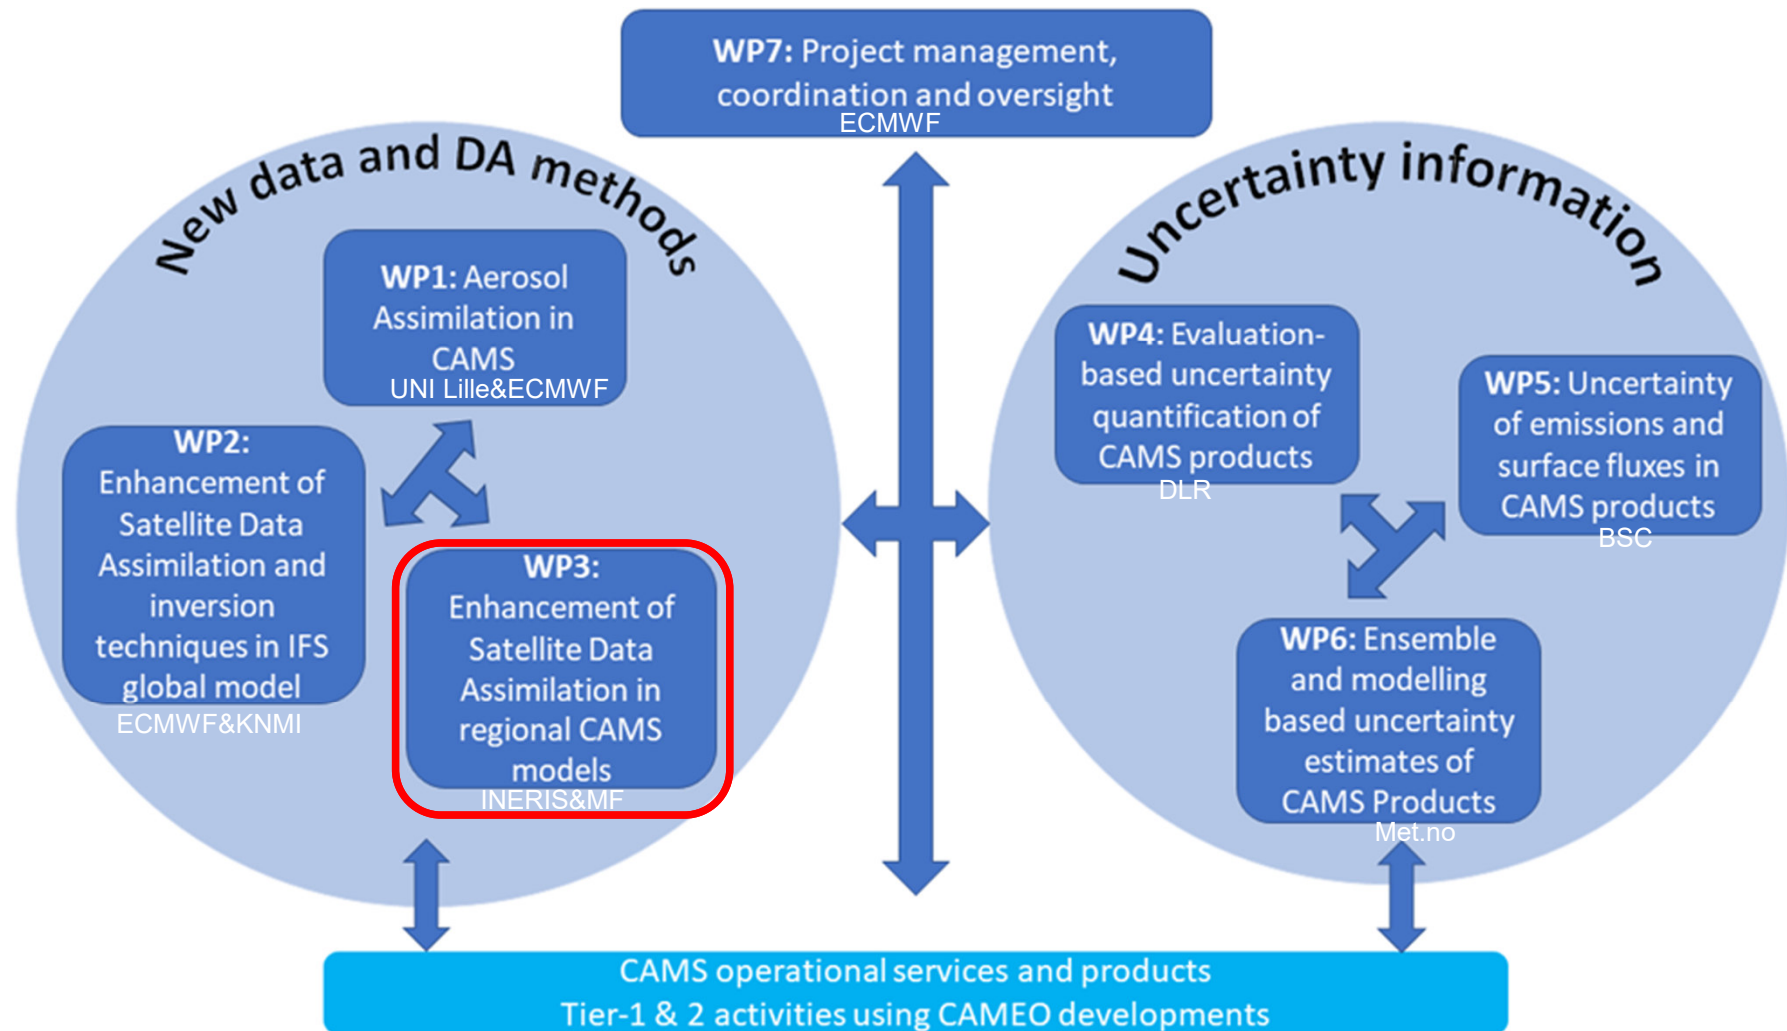 WP7: Project management,
coordination and oversight
ECMWF
New data and DA methods
WP1: Aerosol
Assimilation in
CAMS
UNI Lille&ECMWF
WP2:
Enhancement of
Satellite Data
Assimilation and
inversion
techniques in IFS
global model
ECMWF&KNMI
WP3:
Enhancement of
Satellite Data
Assimilation in
regional CAMS
models
INERIS&MF
Uncertainty information
WP4: Evaluation-
based uncertainty
quantification of
CAMS products
DLR
WP5: Uncertainty
of emissions and
surface fluxes in
CAMS products
BSC
WP6: Ensemble
and modelling
based uncertainty
estimates of
CAMS Products
Met.no
CAMS operational services and products
Tier-1 & 2 activities using CAMEO developments